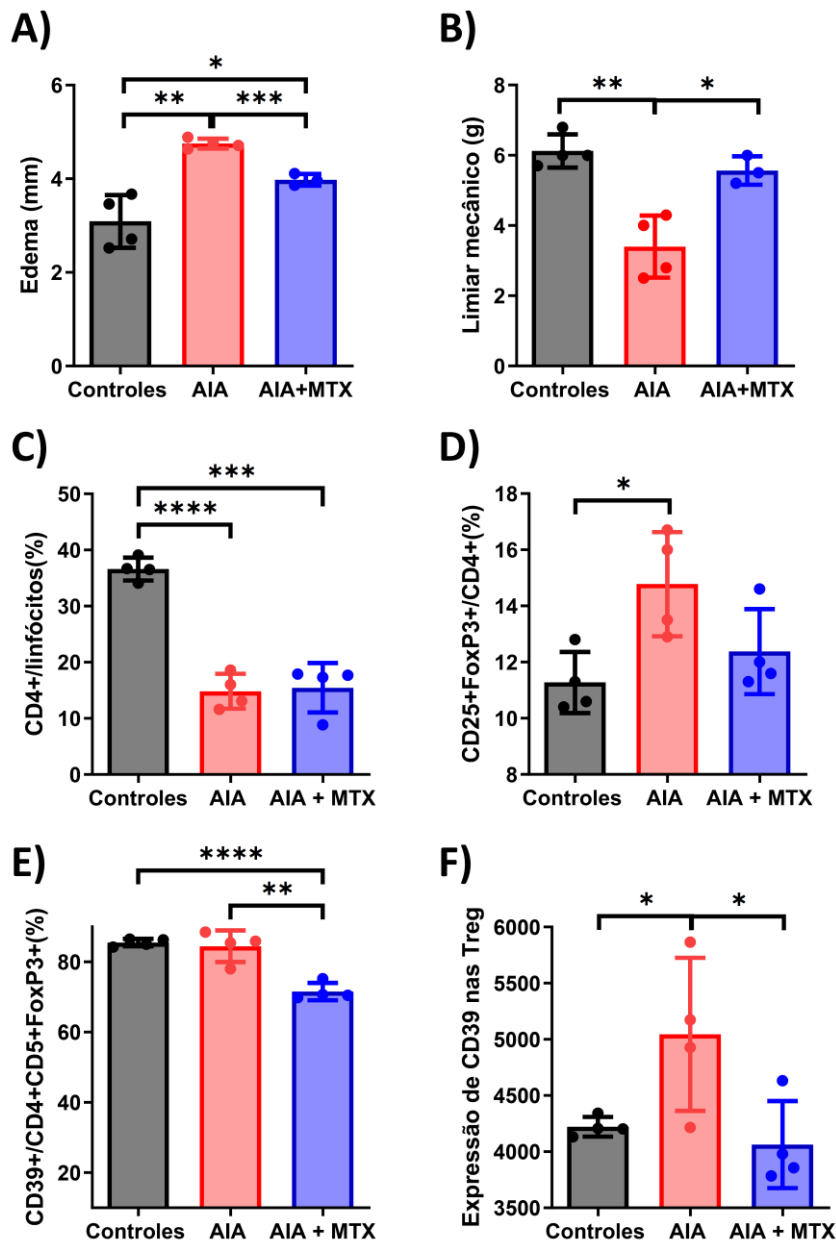 A)
Edema (mm)
6
4
2
0
*
** ***
Controles AIA AIA+MTX
B)
Limiar mecânico (g)
8
6
4
2
0
** *
Controles AIA AIA+MTX
C)
CD4+/linfócitos(%)
50
40
30
20
10
0
***
****
Controles AIA AIA + MTX
D)
CD25+FoxP3+/CD4+(%)
18
16
14
12
10
8
*
Controles AIA AIA + MTX
E)
CD39+/CD4+CD5+FoxP3+(%)
80
60
40
20
****
**
Controles AIA AIA + MTX
F)
Expressão de CD39 nas Treg
6000
5500
5000
4500
4000
3500
* *
Controles AIA AIA + MTX